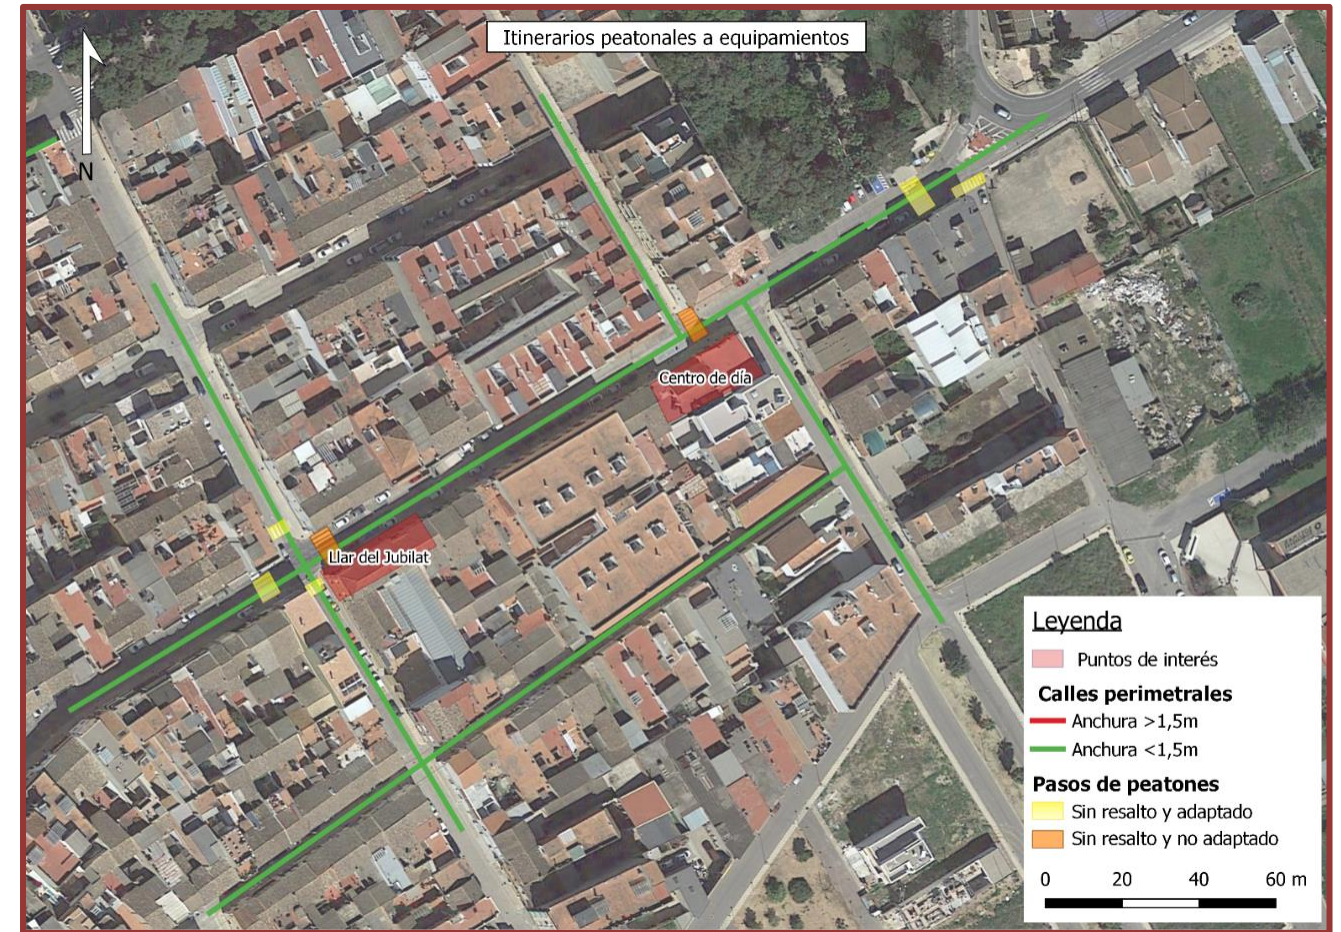 Itinerarios peatonales a equipamientos
N
Centro de día
Llar del Jubilat
Leyenda
Puntos de interés
Calles perimetrales
Anchura >1,5m
Anchura <1,5m
Pasos de peatones
Sin resalto y adaptado
Sin resalto y no adaptado
0 20 40 60 m